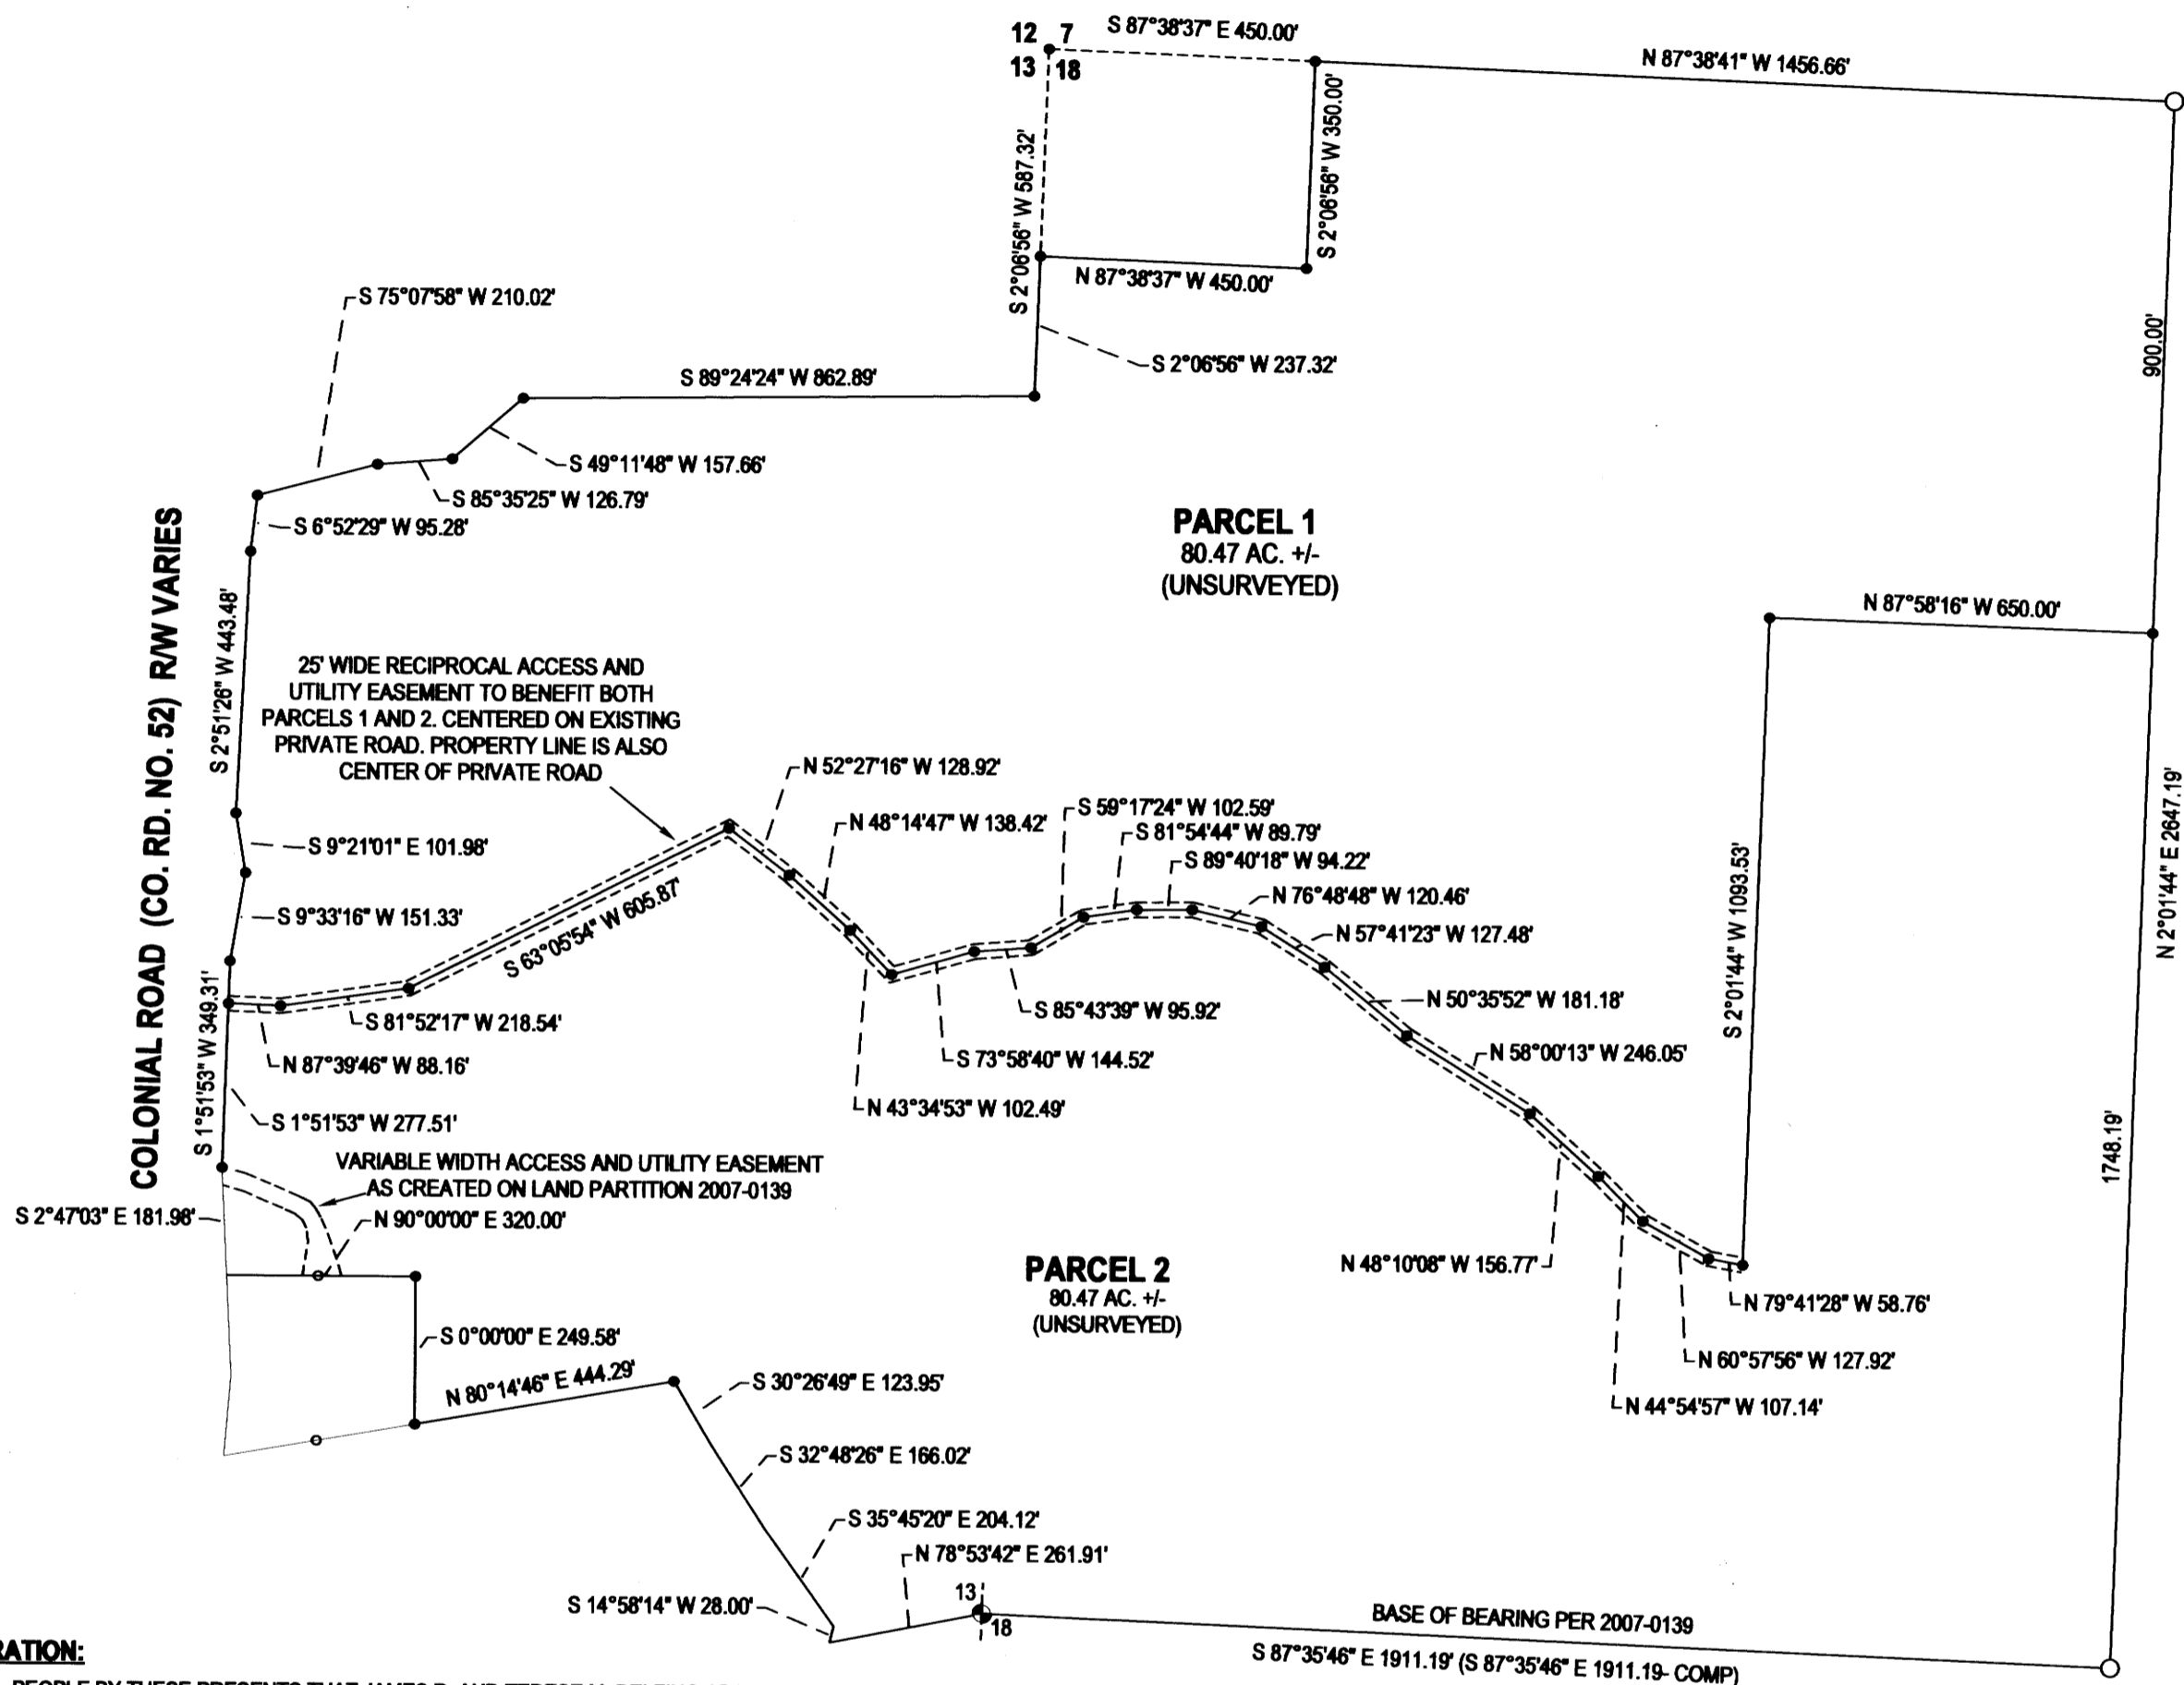 12 7
13 18
S 87°38'37" E 450.00'
N 87°38'41" W 1456.66'
S 2°06'56" W 587.32'
S 2°06'56" W 350.00'
N 87°38'37" W 450.00'
S 2°06'56" W 237.32'
900.00'
S 75°07'58" W 210.02'
S 89°24'24" W 862.89'
S 49°11'48" W 157.66'
S 85°35'25" W 126.79'
S 6°52'29" W 95.28'
PARCEL 1
80.47 AC. +/-
(UNSURVEYED)
N 87°58'16" W 650.00'
COLONIAL ROAD (CO. RD. NO. 52) R/W VARIES
S 2°51'26" W 443.48'
25' WIDE RECIPROCAL ACCESS AND
UTILITY EASEMENT TO BENEFIT BOTH
PARCELS 1 AND 2. CENTERED ON EXISTING
PRIVATE ROAD. PROPERTY LINE IS ALSO
CENTER OF PRIVATE ROAD
N 52°27'16" W 128.92'
N 48°14'47" W 138.42'
S 59°17'24" W 102.59'
S 81°54'44" W 89.79'
S 89°40'18" W 94.22'
N 76°48'48" W 120.46'
N 57°41'23" W 127.48'
S 9°21'01" E 101.98'
S 9°33'16" W 151.33'
S 63°05'54" W 605.87'
N 50°35'52" W 181.18'
S 2°01'44" W 1093.53'
N 2°01'44" E 2647.19'
S 1°51'53" W 349.31'
S 81°52'17" W 218.54'
S 85°43'39" W 95.92'
N 58°00'13" W 246.05'
N 87°39'46" W 88.16'
S 73°58'40" W 144.52'
N 43°34'53" W 102.49'
S 1°51'53" W 277.51'
1748.19'
VARIABLE WIDTH ACCESS AND UTILITY EASEMENT
AS CREATED ON LAND PARTITION 2007-0139
S 2°47'03" E 181.98'
N 90°00'00" E 320.00'
PARCEL 2
80.47 AC. +/-
(UNSURVEYED)
N 48°10'08" W 156.77'
N 79°41'28" W 58.76'
S 0°00'00" E 249.58'
N 60°57'56" W 127.92'
N 80°14'46" E 444.29'
S 30°26'49" E 123.95'
N 44°54'57" W 107.14'
S 32°48'26" E 166.02'
S 35°45'20" E 204.12'
N 78°53'42" E 261.91'
S 14°58'14" W 28.00'
13
18
BASE OF BEARING PER 2007-0139
S 87°35'46" E 1911.19' (S 87°35'46" E 1911.19- COMP)
RATION: